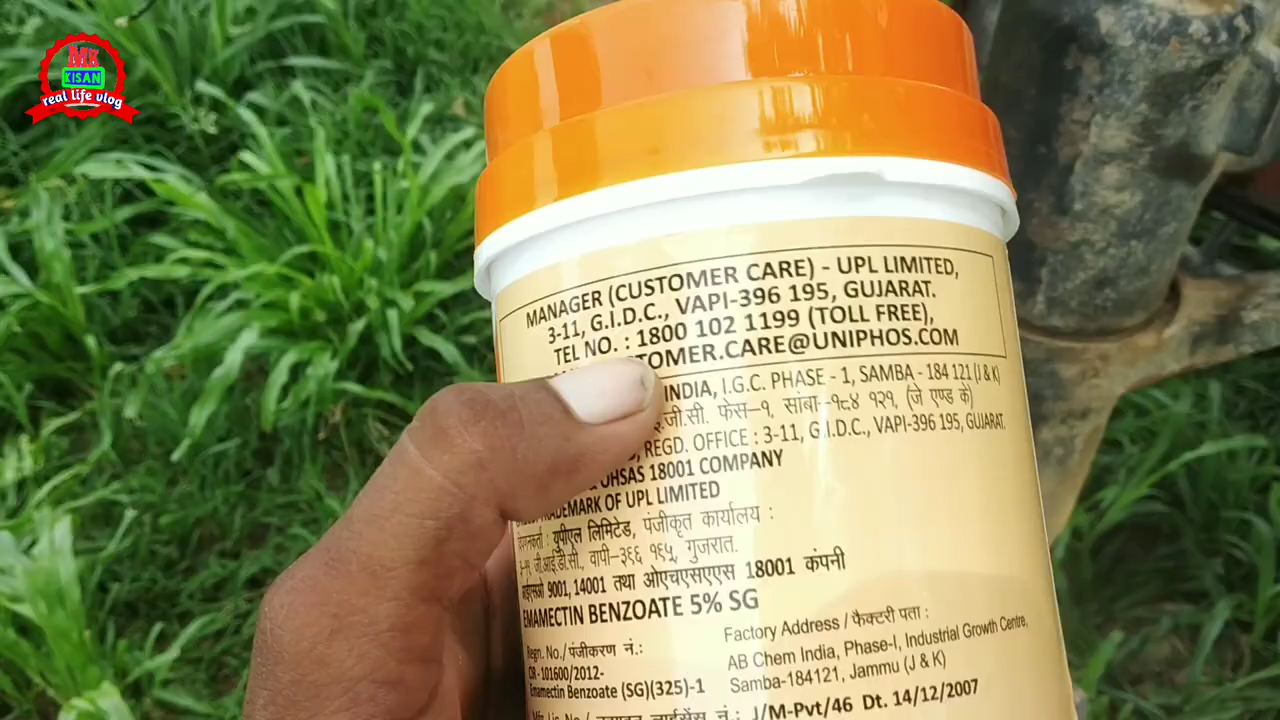 MK
KISAN
real life vlog
MANAGER (CUSTOMER CARE) - UPL LIMITED,
3-11, G.I.D.C., VAPI-396 195, GUJARAT.
TEL NO. : 1800 102 1199 (TOLL FREE),
TOMER.CARE@UNIPHOS.COM
INDIA, I.G.C. PHASE - 1, SAMBA - 184 121 (J & K)
जी.सी. फेस–१, सांबा -१८४ १२१, (जे एण्ड के)
REGD. OFFICE : 3-11, G.I.D.C., VAPI-396 195, GUJARAT.
& OHSAS 18001 COMPANY
TRADEMARK OF UPL LIMITED
यूपीएल लिमिटेड, पंजीकृत कार्यालय :
जी.आई.डी.सी., वापी–३९६ १९५, गुजरात.
आईएसओ 9001, 14001 तथा ओएचएसएएस 18001 कंपनी
EMAMECTIN BENZOATE 5% SG
Regn. No./ पंजीकरण नं.:
CIR - 101600/2012-
Emamectin Benzoate (SG)(325)-1
Factory Address / फैक्टरी पता :
AB Chem India, Phase-I, Industrial Growth Centre,
Samba-184121, Jammu (J & K)
J/M-Pvt/46 Dt. 14/12/2007